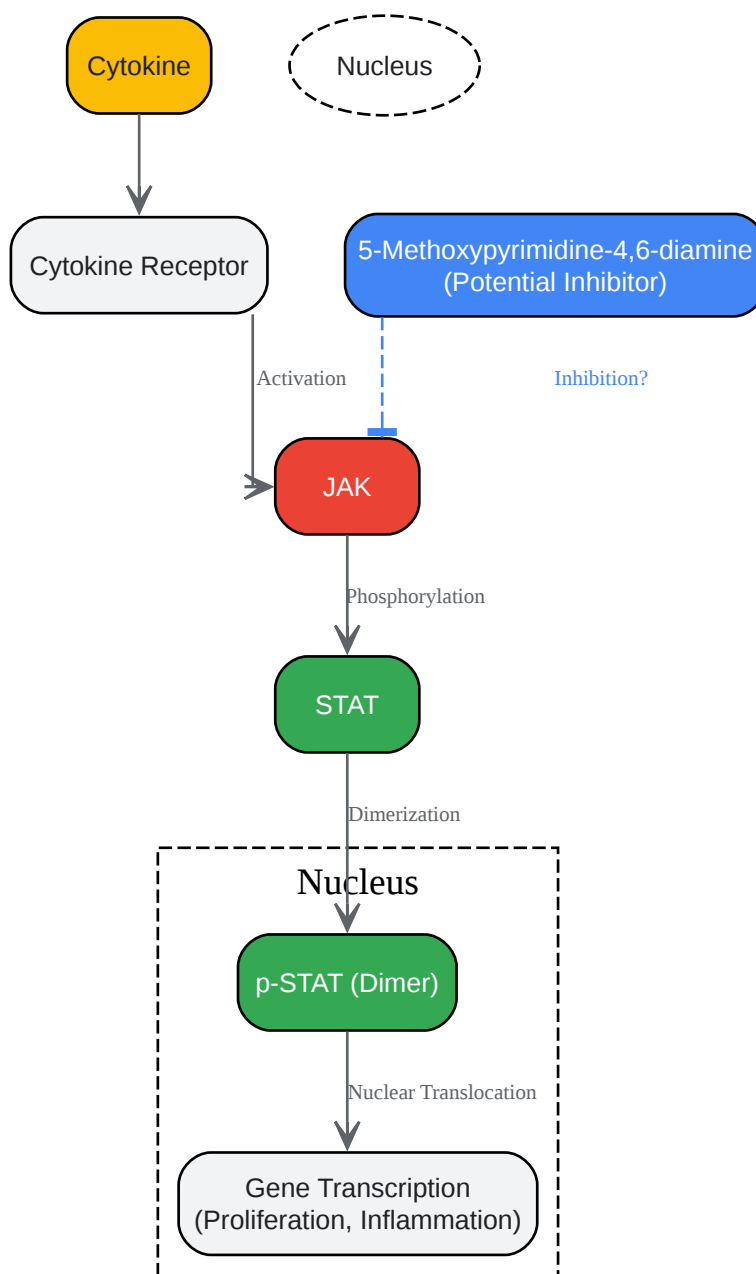 Cytokine
Nucleus
Cytokine Receptor
5-Methoxypyrimidine-4,6-diamine
(Potential Inhibitor)
Activation
Inhibition?
JAK
Phosphorylation
STAT
Dimerization
Nucleus
p-STAT (Dimer)
Nuclear Translocation
Gene Transcription
(Proliferation, Inflammation)